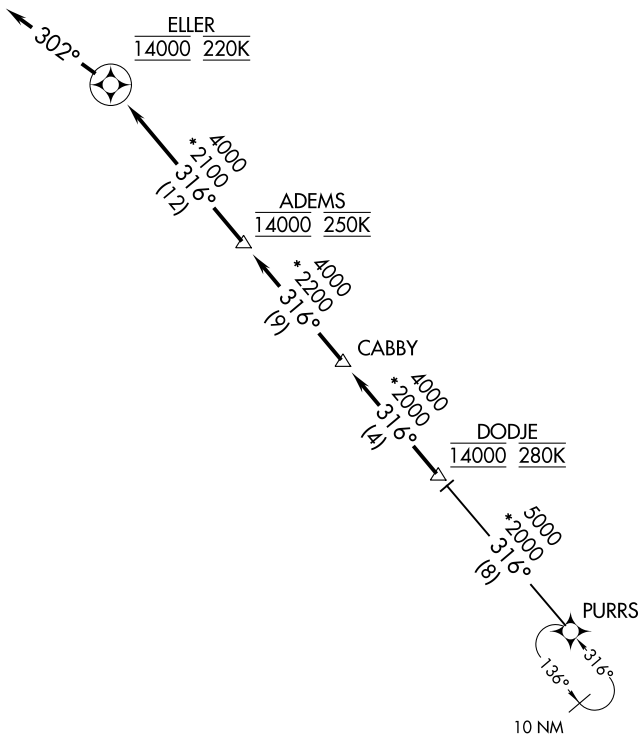 302°
ELLER
14000 220K
4000
*2100
316°
(12)
ADEMS
14000 250K
4000
*2200
316°
(9)
CABBY
4000
*2000
316°
(4)
DODJE
14000 280K
5000
*2000
316°
(8)
PURRS
316°
136°
10 NM